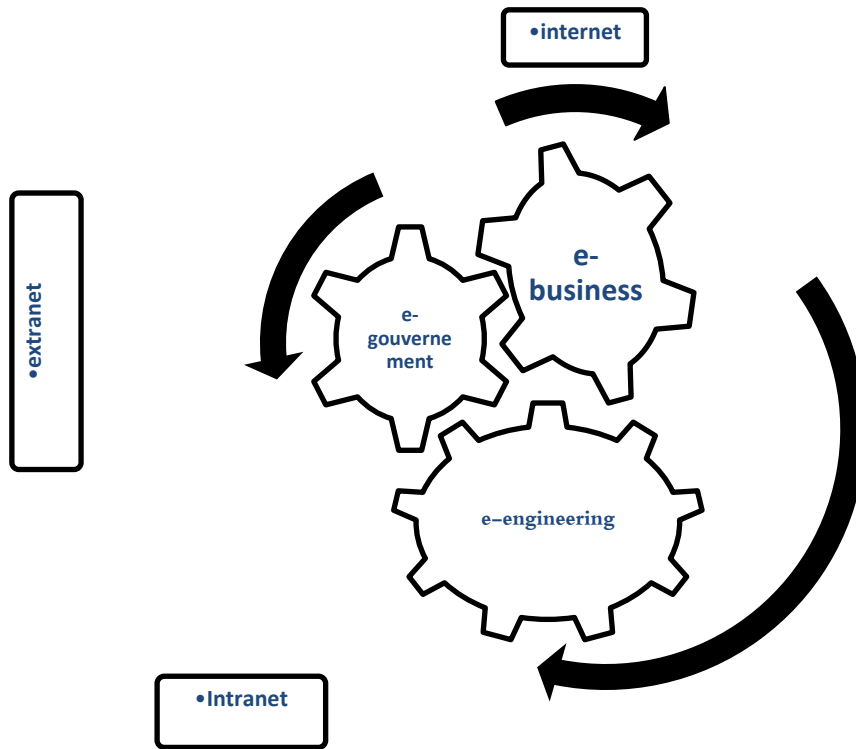 •internet
e-
business
e-
gouverne
ment
•extranet
e-engineering
•Intranet